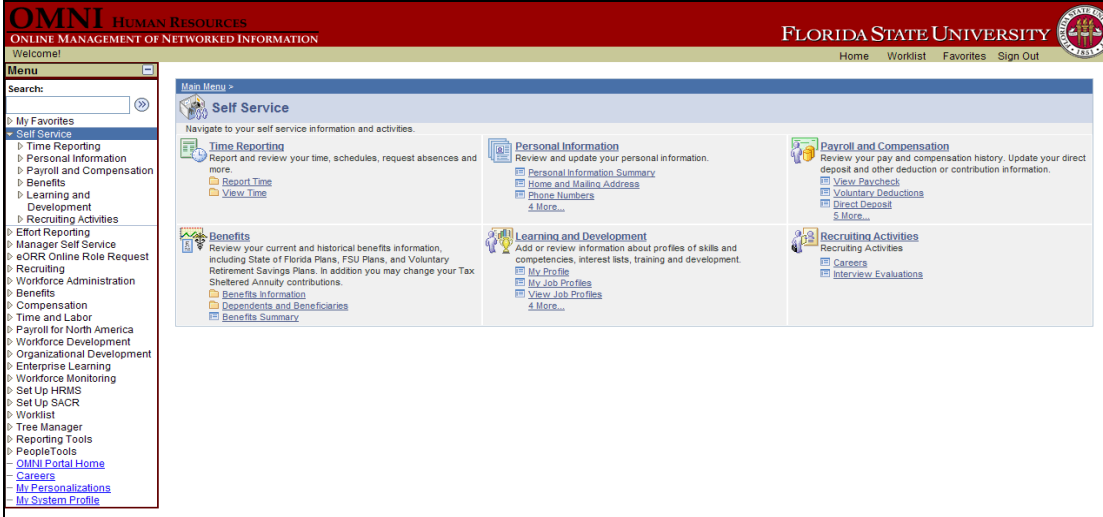 OMNI HUMAN RESOURCES
ONLINE MANAGEMENT OF NETWORKED INFORMATION
FLORIDA STATE UNIVERSITY
Welcome!
Home Worklist Favorites Sign Out
Menu
Search:
My Favorites
Self Service
Time Reporting
Personal Information
Payroll and Compensation
Benefits
Learning and
Development
Recruiting Activities
Effort Reporting
Manager Self Service
eORR Online Role Request
Recruiting
Workforce Administration
Benefits
Compensation
Time and Labor
Payroll for North America
Workforce Development
Organizational Development
Enterprise Learning
Workforce Monitoring
Set Up HRMS
Set Up SACR
Worklist
Tree Manager
Reporting Tools
PeopleTools
OMNI Portal Home
Careers
My Personalizations
My System Profile
Main Menu >
Self Service
Navigate to your self service information and activities.
Time Reporting
Report and review your time, schedules, request absences and
more.
Report Time
View Time
Personal Information
Review and update your personal information.
Personal Information Summary
Home and Mailing Address
Phone Numbers
4 More...
Payroll and Compensation
Review your pay and compensation history. Update your direct
deposit and other deduction or contribution information.
View Paycheck
Voluntary Deductions
Direct Deposit
5 More...
Benefits
Review your current and historical benefits information,
including State of Florida Plans, FSU Plans, and Voluntary
Retirement Savings Plans. In addition you may change your Tax
Sheltered Annuity contributions.
Benefits Information
Dependents and Beneficiaries
Benefits Summary
Learning and Development
Add or review information about profiles of skills and
competencies, interest lists, training and development.
My Profile
My Job Profiles
View Job Profiles
4 More...
Recruiting Activities
Recruiting Activities
Careers
Interview Evaluations